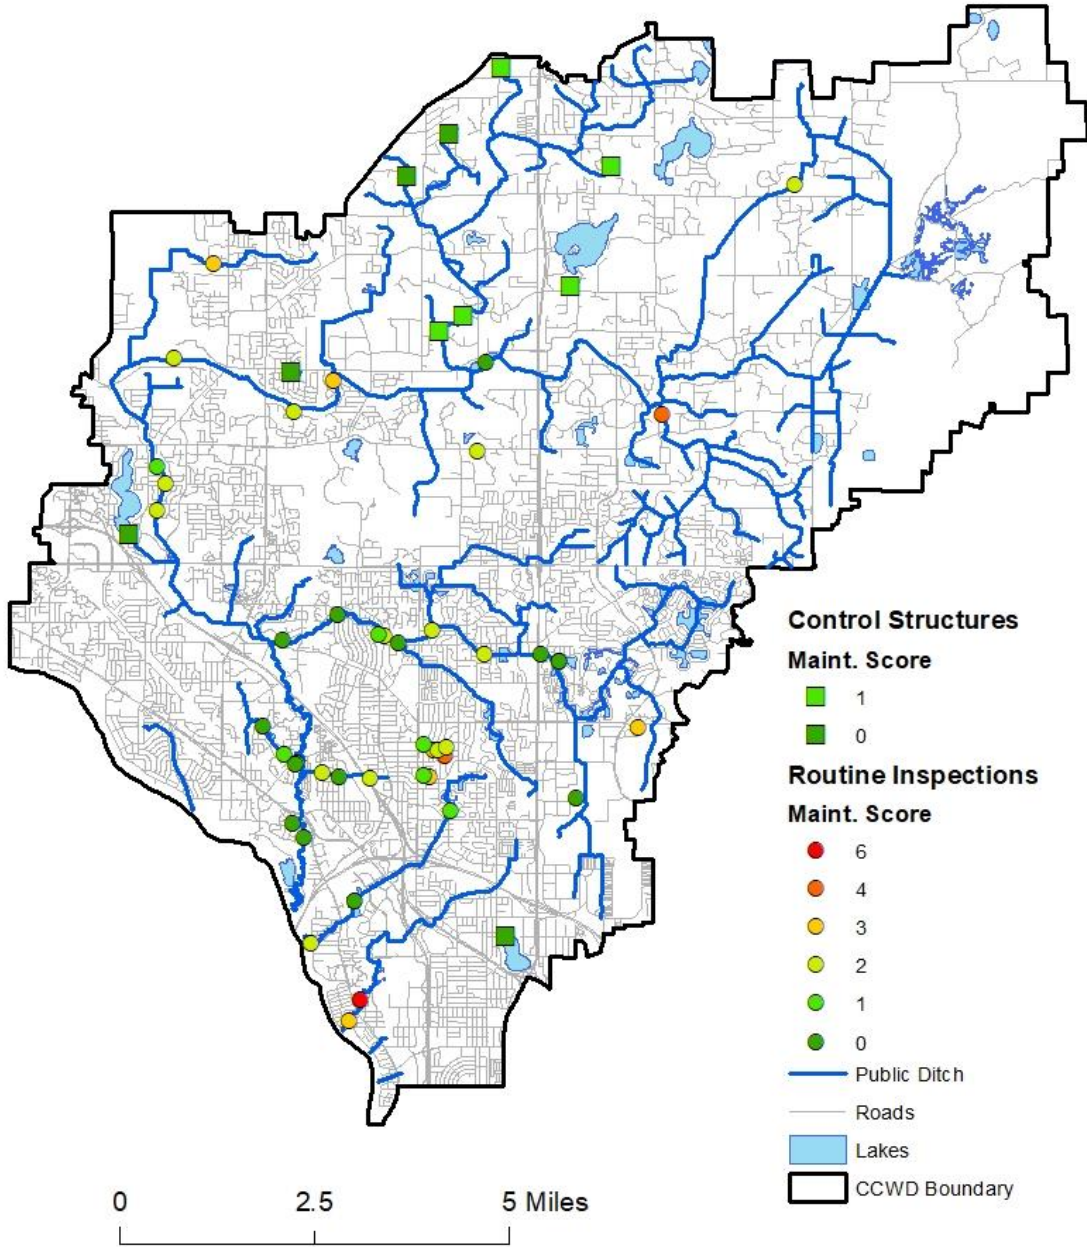 Control Structures
Maint. Score
1
0
Routine Inspections
Maint. Score
6
4
3
2
1
0
Public Ditch
Roads
Lakes
CCWD Boundary
0 2.5 5 Miles